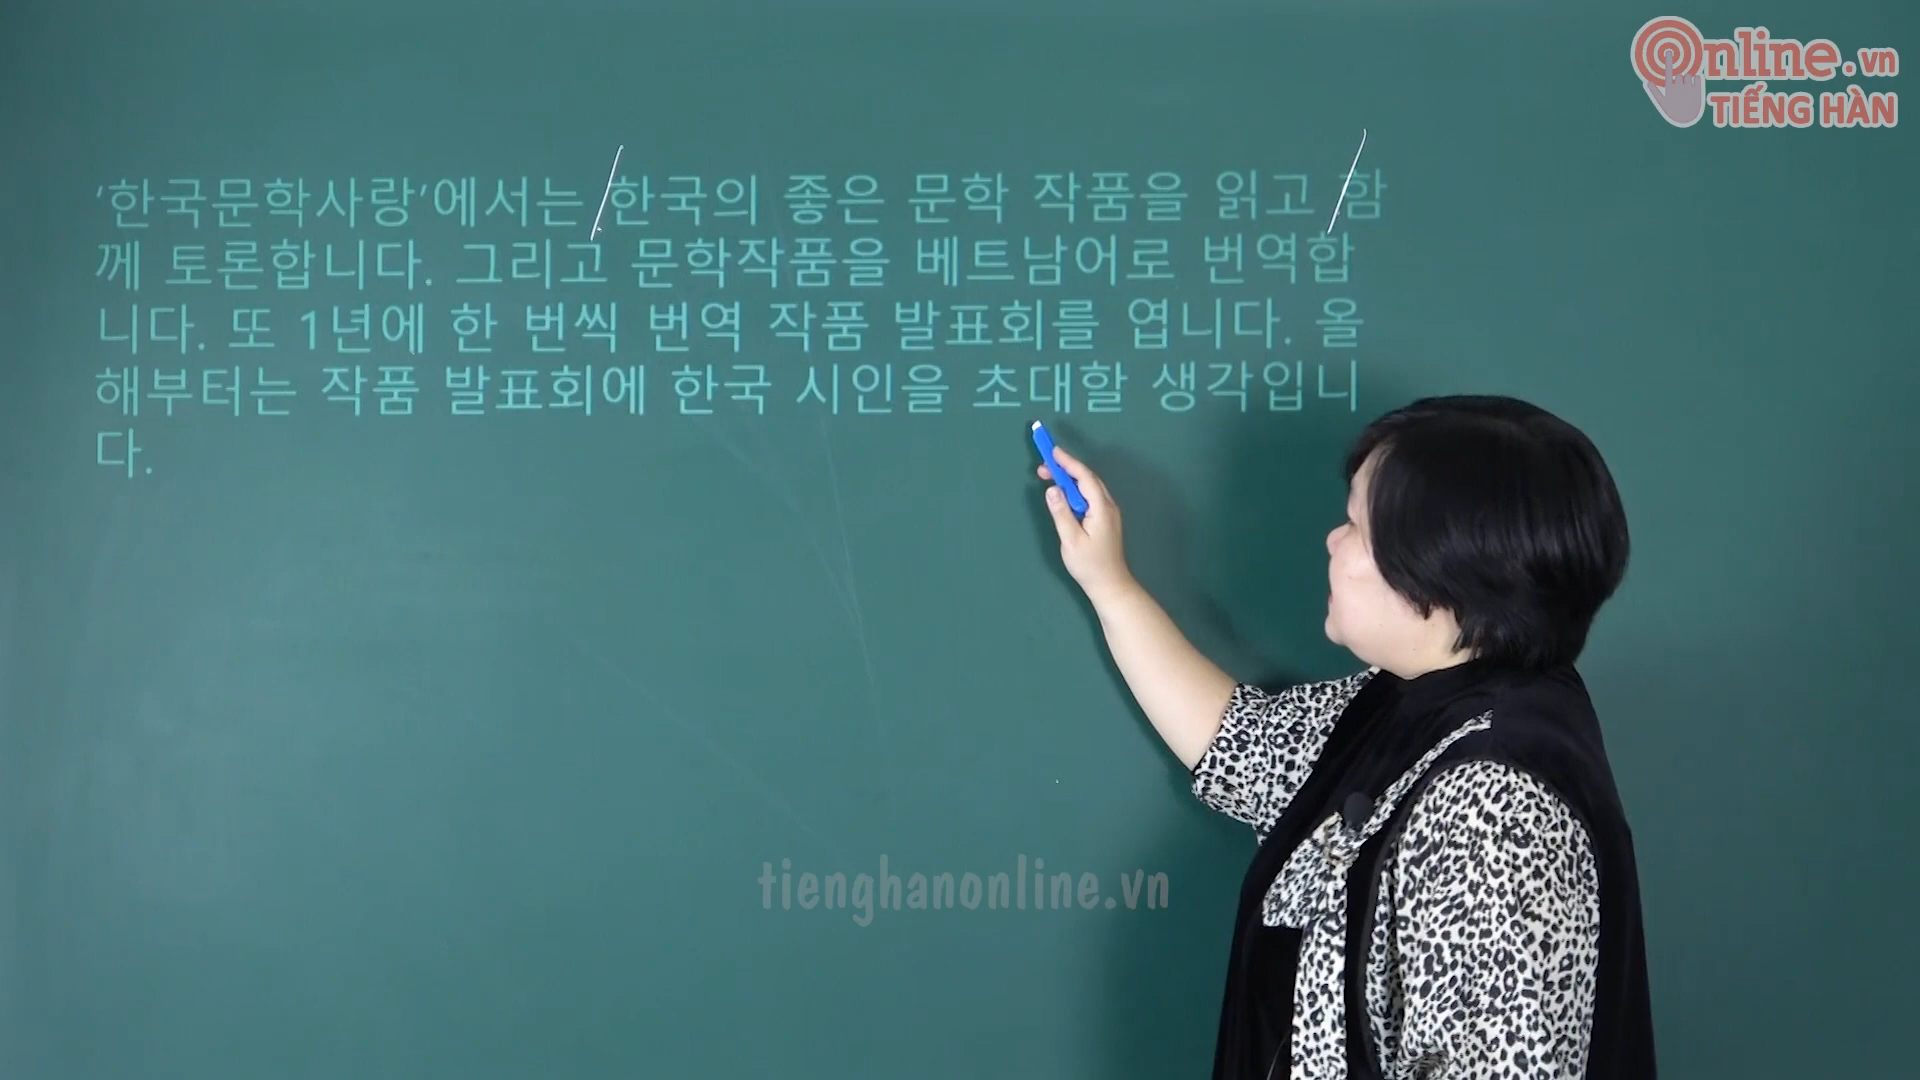 '한국문학사랑'에서는 한국의 좋은 문학 작품을 읽고 함
께 토론합니다. 그리고 문학작품을 베트남어로 번역합
니다. 또 1년에 한 번씩 번역 작품 발표회를 엽니다. 올
해부터는 작품 발표회에 한국 시인을 초대할 생각입니
다.
Online.vn
TIẾNG HÀN
tienghanonline.vn